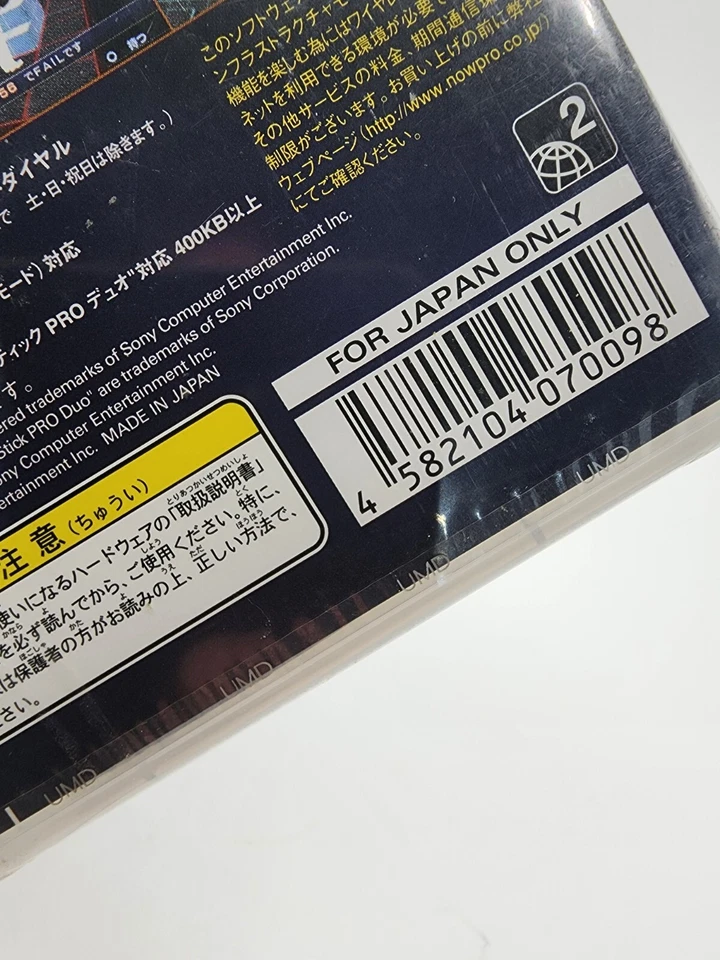 でFAILです
○ 持つ
このソフトウェ
ンフラストラクチャモー
機能を楽しむ為にはワイヤレ
ネットを利用できる環境が必要で
その他サービスの料金、期間通信環
制限がございます。お買い上げの前に弊社
ウェブページ(http://www.nowpro.co.jp/)
にてご確認ください。
2
ダイヤル
で 土・日・祝日は除きます。)
モード)対応
ティック PRO デュオ"対応 400KB以上
す。
ered trademarks of Sony Computer Entertainment Inc.
Stick PRO Duo" are trademarks of Sony Corporation.
ony Computer Entertainment Inc.
ertainment Inc. MADE IN JAPAN
FOR JAPAN ONLY
4 582104 070098
注意(ちゅうい)
使いになるハードウェアの「取扱説明書」
を必ず読んでから、ご使用ください。特に、
は保護者の方がお読みの上、正しい方法で、
さい。
UMD
UMD
UMD
UMD